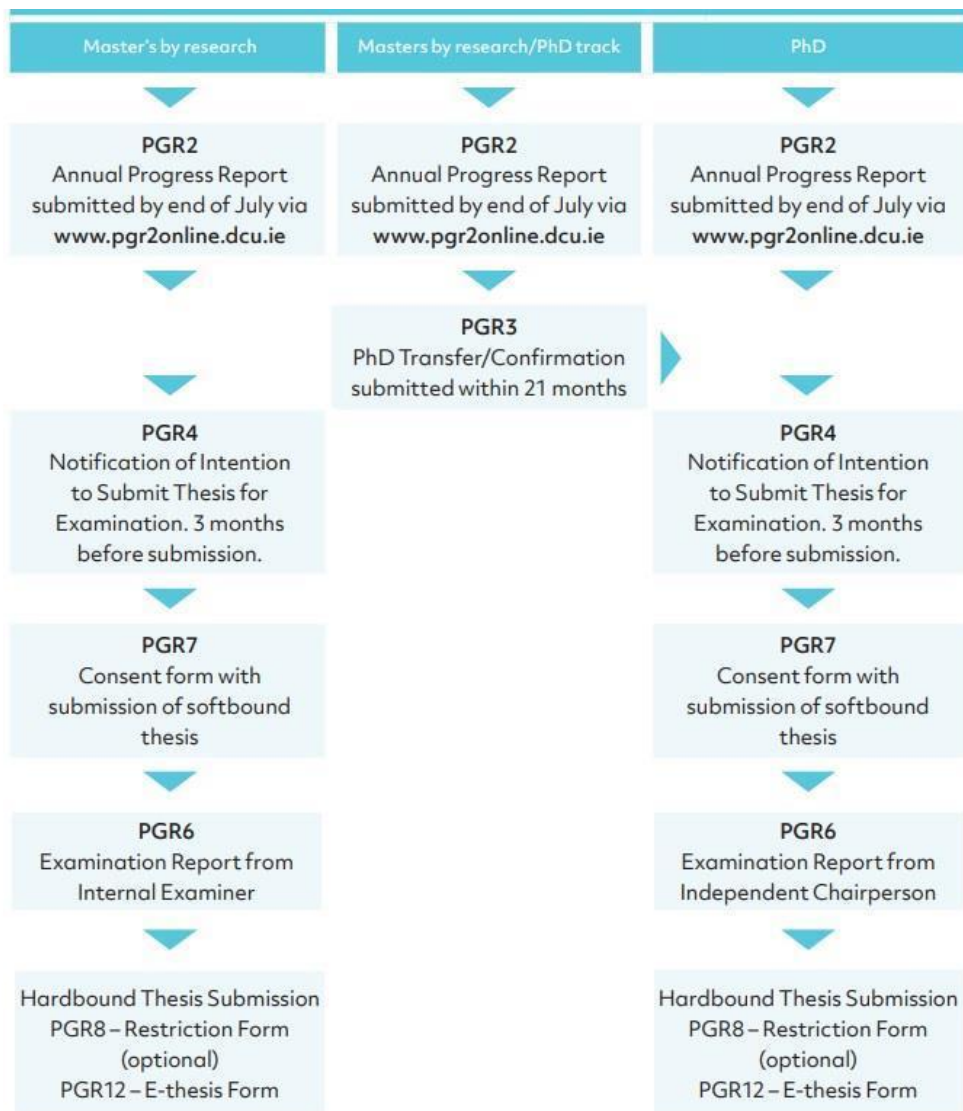 Master's by research
Masters by research/PhD track
PhD
PGR2
Annual Progress Report
submitted by end of July via
www.pgr2online.dcu.ie
PGR2
Annual Progress Report
submitted by end of July via
www.pgr2online.dcu.ie
PGR2
Annual Progress Report
submitted by end of July via
www.pgr2online.dcu.ie
PGR3
PhD Transfer/Confirmation
submitted within 21 months
PGR4
Notification of Intention
to Submit Thesis for
Examination. 3 months
before submission.
PGR4
Notification of Intention
to Submit Thesis for
Examination. 3 months
before submission.
PGR7
Consent form with
submission of softbound
thesis
PGR7
Consent form with
submission of softbound
thesis
PGR6
Examination Report from
Internal Examiner
PGR6
Examination Report from
Independent Chairperson
Hardbound Thesis Submission
PGR8 – Restriction Form
(optional)
PGR12 – E-thesis Form
Hardbound Thesis Submission
PGR8 – Restriction Form
(optional)
PGR12 – E-thesis Form